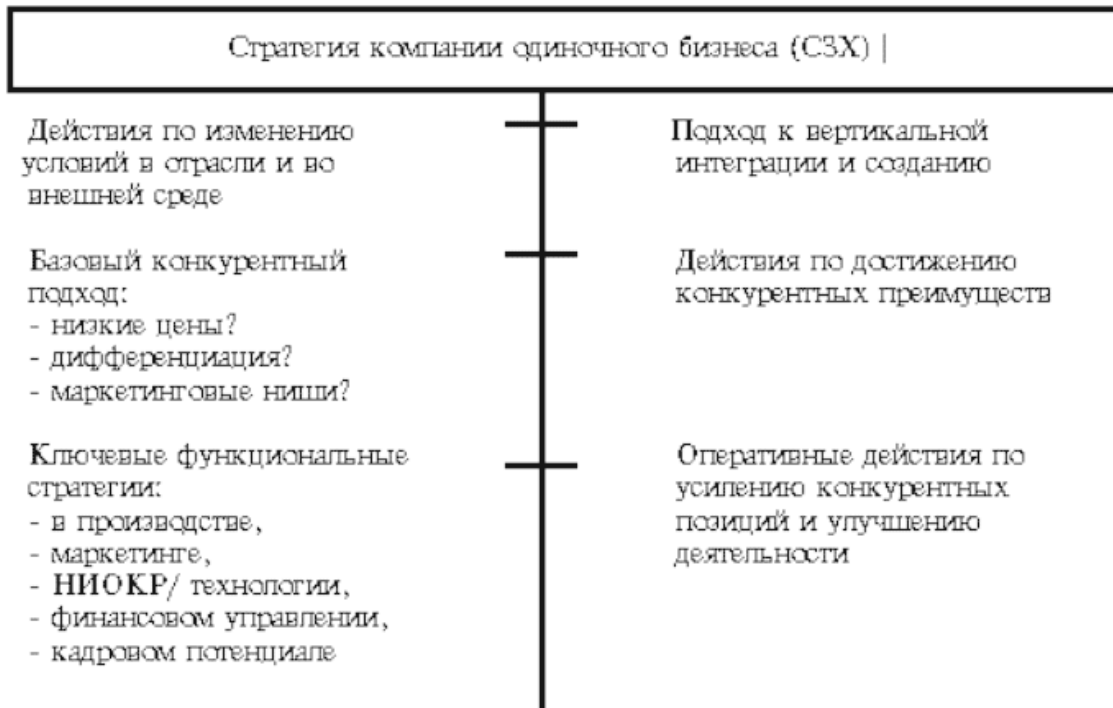 Стратегия компании одиночного бизнеса (СЗХ) |
Действия по изменению
условий в отрасли и во
внешней среде
Подход к вертикальной
интеграции и созданию
Базовый конкурентный
подход:
- низкие цены?
- дифференциация?
- маркетинговые ниши?
Действия по достижению
конкурентных преимуществ
Ключевые функциональные
стратегии:
- в производстве,
- маркетинге,
- НИОКР/ технологии,
- финансовом управлении,
- кадровом потенциале
Оперативные действия по
усилению конкурентных
позиций и улучшению
деятельности